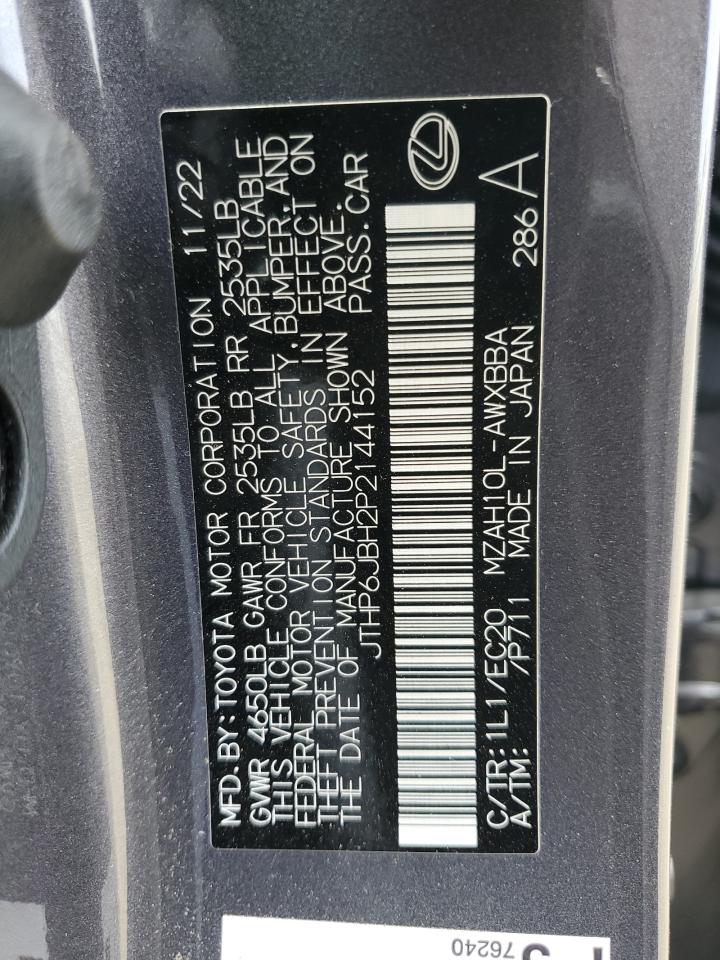 MFD.BY:TOYOTA MOTOR CORPORATION 11/22
GVWR 4650LB GAWR FR 2535LB RR 2535LB
THIS VEHICLE CONFORMS TO ALL APPLICABLE
FEDERAL MOTOR VEHICLE SAFETY,BUMPER,AND
THEFT PREVENTION STANDARDS IN EFFECT ON
THE DATE OF MANUFACTURE SHOWN ABOVE.
JTHP6JBH2P2144152 PASS.CAR
C/TR:1L1/EC20 MZAH10L-AWXBBA 286 A
A/TM: /P711 MADE IN JAPAN
76240